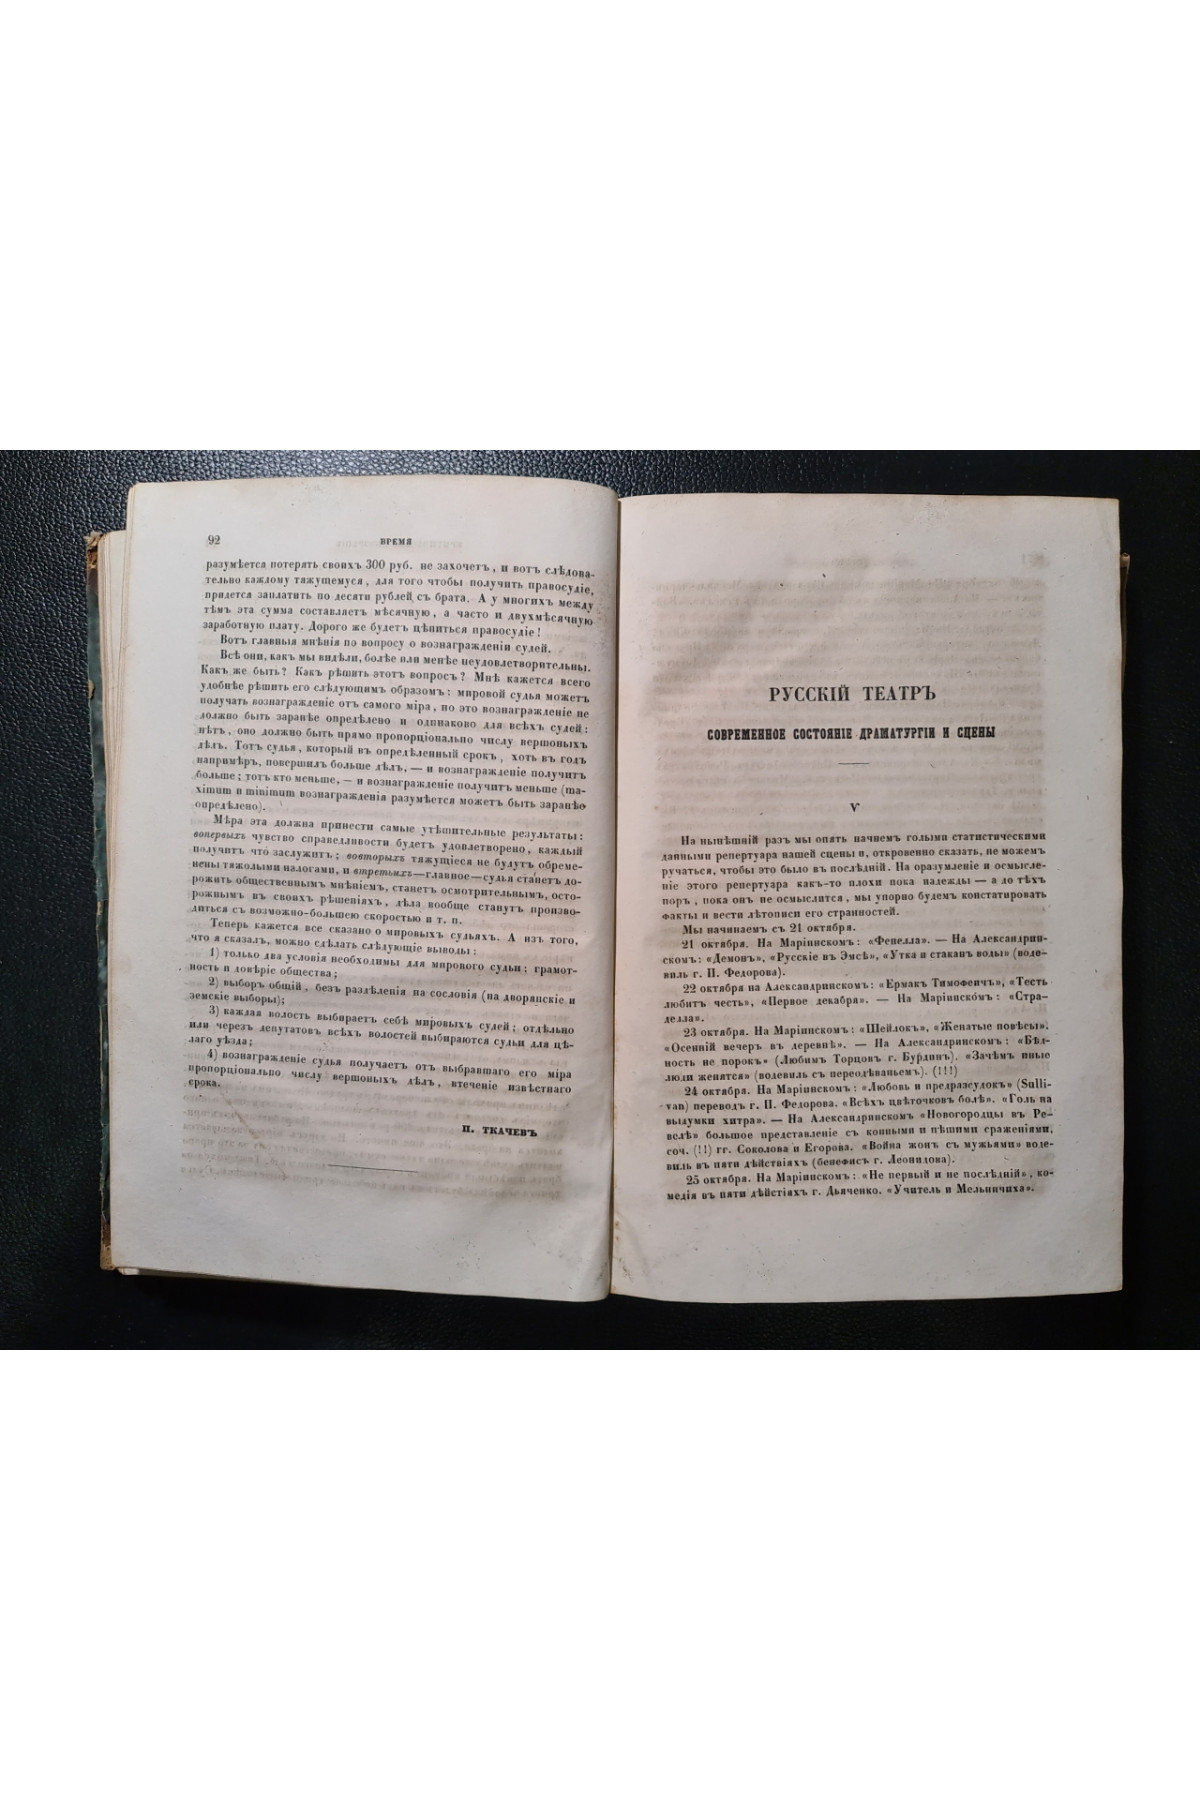 92
ВРЕМЯ
разумѣется потерять своихъ 300 руб. не захочетъ, и вотъ слѣдова-
тельно каждому тяжущемуся, для того чтобы получить правосудіе,
придется заплатить по десяти рублей съ брата. А у многихъ между
тѣмъ эта сумма составляетъ мѣсячную, а часто и двухмѣсячную
заработную плату. Дорого же будетъ цѣниться правосудіе!
Вотъ главныя мнѣнія по вопросу о вознагражденіи судей.
Всѣ они, какъ мы видѣли, болѣе или менѣе неудовлетворительны.
Какъ же быть? Какъ рѣшить этотъ вопросъ? Мнѣ кажется всего
удобнѣе рѣшить его слѣдующимъ образомъ: мировой судья можетъ
получать вознагражденіе отъ самого міра, но это вознагражденіе не
должно быть заранѣе опредѣлено и одинаково для всѣхъ судей:
нѣтъ, оно должно быть прямо пропорціонально числу вершоныхъ
дѣлъ. Тотъ судья, который въ опредѣленный срокъ, хоть въ годъ
напримѣръ, повершилъ больше дѣлъ, — и вознагражденіе получитъ
больше; тотъ кто меньше, — и вознагражденіе получитъ меньше (ma-
ximum и minimum вознагражденія разумѣется можетъ быть заранѣе
опредѣлено).
Мѣра эта должна принести самые утѣшительные результаты:
вопервыхъ чувство справедливости будетъ удовлетворено, каждый
получитъ что заслужитъ; вовторыхъ тяжущіеся не будутъ обреме-
нены тяжолыми налогами, и втретьихъ — главное — судья станетъ до-
рожить общественнымъ мнѣніемъ, станетъ осмотрительнымъ, осто-
рожнымъ въ своихъ рѣшеніяхъ, дѣла вообще станутъ произво-
диться съ возможно-большею скоростью и т. п.
Теперь кажется все сказано о мировыхъ судьяхъ. А изъ того,
что я сказалъ, можно сдѣлать слѣдующіе выводы:
1) только два условія необходимы для мирового судьи: грамот-
ность и довѣріе общества;
2) выборъ общій, безъ раздѣленія на сословія (на дворянскіе и
земскіе выборы);
3) каждая волость выбираетъ себѣ мировыхъ судей; отдѣльно
или черезъ депутатовъ всѣхъ волостей выбираются судьи для цѣ-
лаго уѣзда;
4) вознагражденіе судья получаетъ отъ выбравшаго его міра
пропорціонально числу вершоныхъ дѣлъ, втеченіе извѣстнаго
срока.
П. ТКАЧЕВЪ
РУССКІЙ ТЕАТРЪ
СОВРЕМЕННОЕ СОСТОЯНІЕ ДРАМАТУРГІИ И СЦЕНЫ
V
На нынѣшній разъ мы опять начнемъ голыми статистическими
данными репертуара нашей сцены и, откровенно сказать, не можемъ
ручаться, чтобы это было въ послѣдній. На оразумленіе и осмысле-
ніе этого репертуара какъ-то плохи пока надежды — а до тѣхъ
поръ, пока онъ не осмыслится, мы упорно будемъ констатировать
факты и вести лѣтописи его странностей.
Мы начинаемъ съ 21 октября.
21 октября. На Маріинскомъ: «Фенелла». — На Александрин-
скомъ: «Демонъ», «Русскіе въ Эмсѣ», «Утка и стаканъ воды» (воде-
виль г. П. Федорова).
22 октября на Александринскомъ: «Ермакъ Тимофеичъ», «Тесть
любитъ честь», «Первое декабря». — На Маріинскомъ: «Стра-
делла».
23 октября. На Маріинскомъ: «Шейлокъ», «Женатые повѣсы»,
«Осенній вечеръ въ деревнѣ». — На Александринскомъ: «Бѣд-
ность не порокъ» (Любимъ Торцовъ г. Бурдинъ). «Зачѣмъ иные
люди женятся» (водевиль съ переодѣваньемъ). (!!!)
24 октября. На Маріинскомъ: «Любовь и предразсудокъ» (Sulli-
van) переводъ г. П. Федорова. «Всѣхъ цвѣточковъ болѣ». «Голь на
выдумки хитра». — На Александринскомъ «Новогородцы въ Ре-
велѣ» большое представленіе съ конными и пѣшими сраженіями,
соч. (!!) гг. Соколова и Егорова. «Война жонъ съ мужьями» воде-
виль въ пяти дѣйствіяхъ (бенефисъ г. Леонидова).
25 октября. На Маріинскомъ: «Не первый и не послѣдній», ко-
медія въ пяти дѣйстіяхъ г. Дьяченко. «Учитель и Мельничиха».